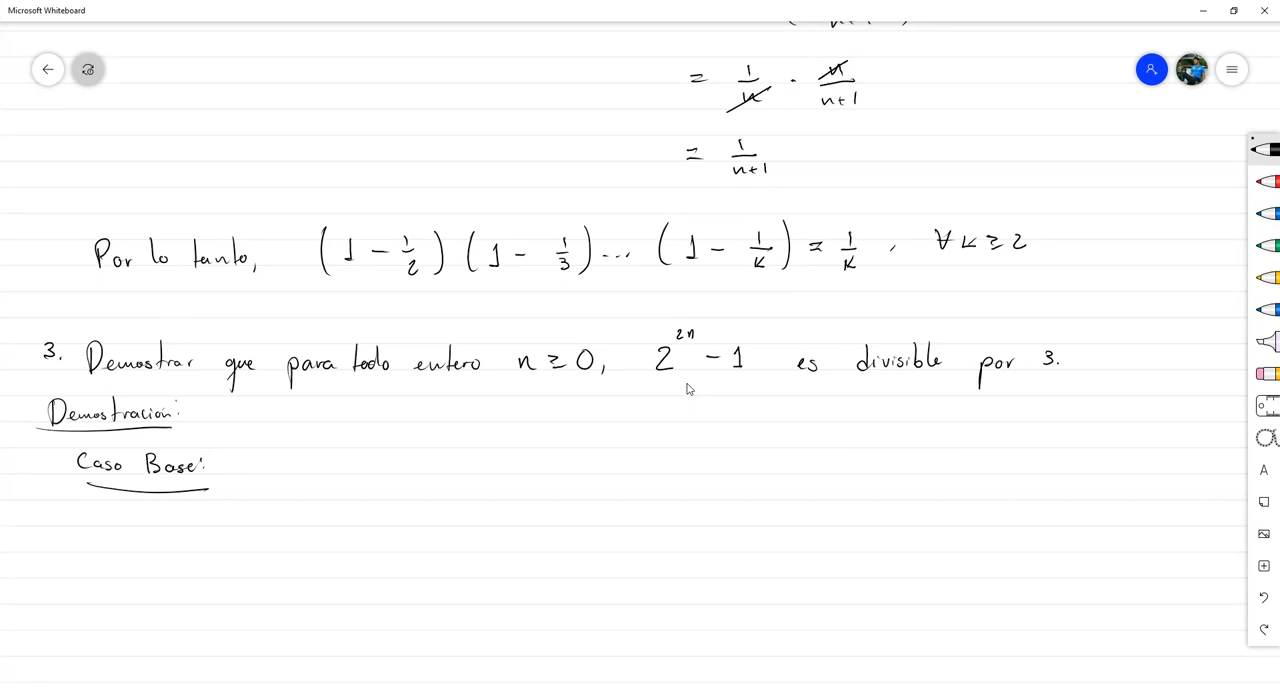 Microsoft Whiteboard
n+1
= 1/n · n/n+1
= 1/n+1
Por lo tanto, (1 - 1/2) (1 - 1/3) ... (1 - 1/k) = 1/k , ∀ k ≥ 2
3. Demostrar que para todo entero n ≥ 0, 2^2n - 1 es divisible por 3.
Demostración:
Caso Base:
A